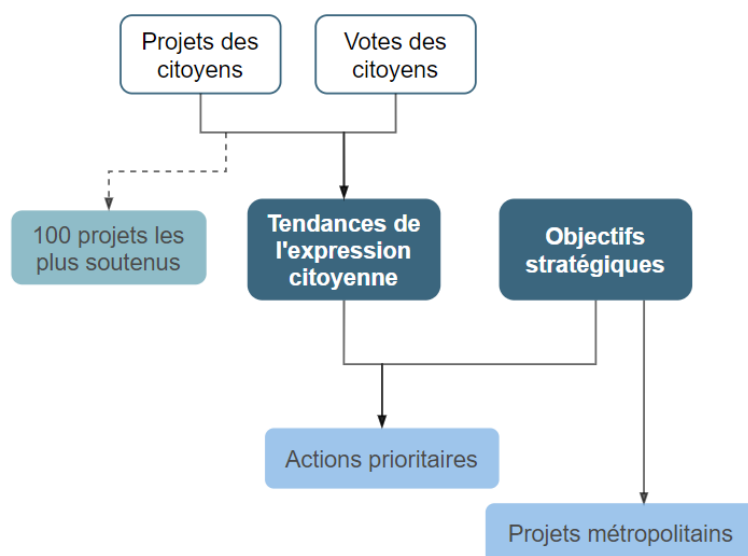 Projets des
citoyens
Votes des
citoyens
100 projets les
plus soutenus
Tendances de
l'expression
citoyenne
Objectifs
stratégiques
Actions prioritaires
Projets métropolitains